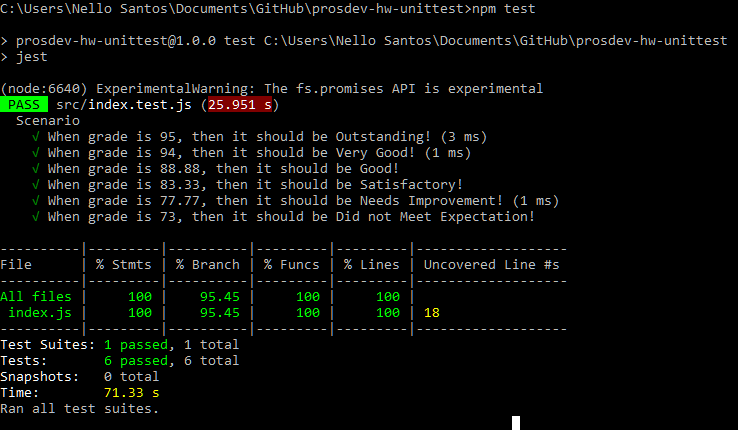 C:\Users\Nello Santos\Documents\GitHub\prosdev-hw-unittest>npm test
> prosdev-hw-unittest@1.0.0 test C:\Users\Nello Santos\Documents\GitHub\prosdev-hw-unittest
> jest
(node:6640) ExperimentalWarning: The fs.promises API is experimental
PASS src/index.test.js (25.951 s)
Scenario
√ When grade is 95, then it should be Outstanding! (3 ms)
√ When grade is 94, then it should be Very Good! (1 ms)
√ When grade is 88.88, then it should be Good!
√ When grade is 83.33, then it should be Satisfactory!
√ When grade is 77.77, then it should be Needs Improvement! (1 ms)
√ When grade is 73, then it should be Did not Meet Expectation!
----------|---------|----------|---------|---------|-------------------
File      | % Stmts | % Branch | % Funcs | % Lines | Uncovered Line #s
----------|---------|----------|---------|---------|-------------------
All files |     100 |    95.45 |     100 |     100 |
index.js |     100 |    95.45 |     100 |     100 | 18
----------|---------|----------|---------|---------|-------------------
Test Suites: 1 passed, 1 total
Tests:       6 passed, 6 total
Snapshots:   0 total
Time:        71.33 s
Ran all test suites.